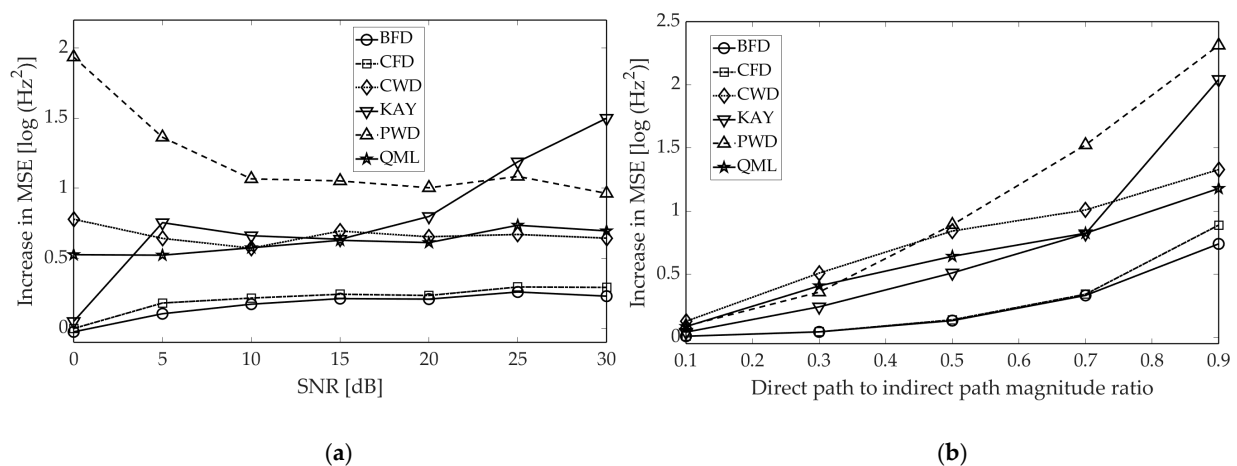 Increase in MSE [log (Hz²)]
2
1.5
1
0.5
0
BFD
CFD
CWD
KAY
PWD
QML
0 5 10 15 20 25 30
SNR [dB]
(a)
Increase in MSE [log (Hz²)]
2.5
2
1.5
1
0.5
0
BFD
CFD
CWD
KAY
PWD
QML
0.1 0.2 0.3 0.4 0.5 0.6 0.7 0.8 0.9
Direct path to indirect path magnitude ratio
(b)